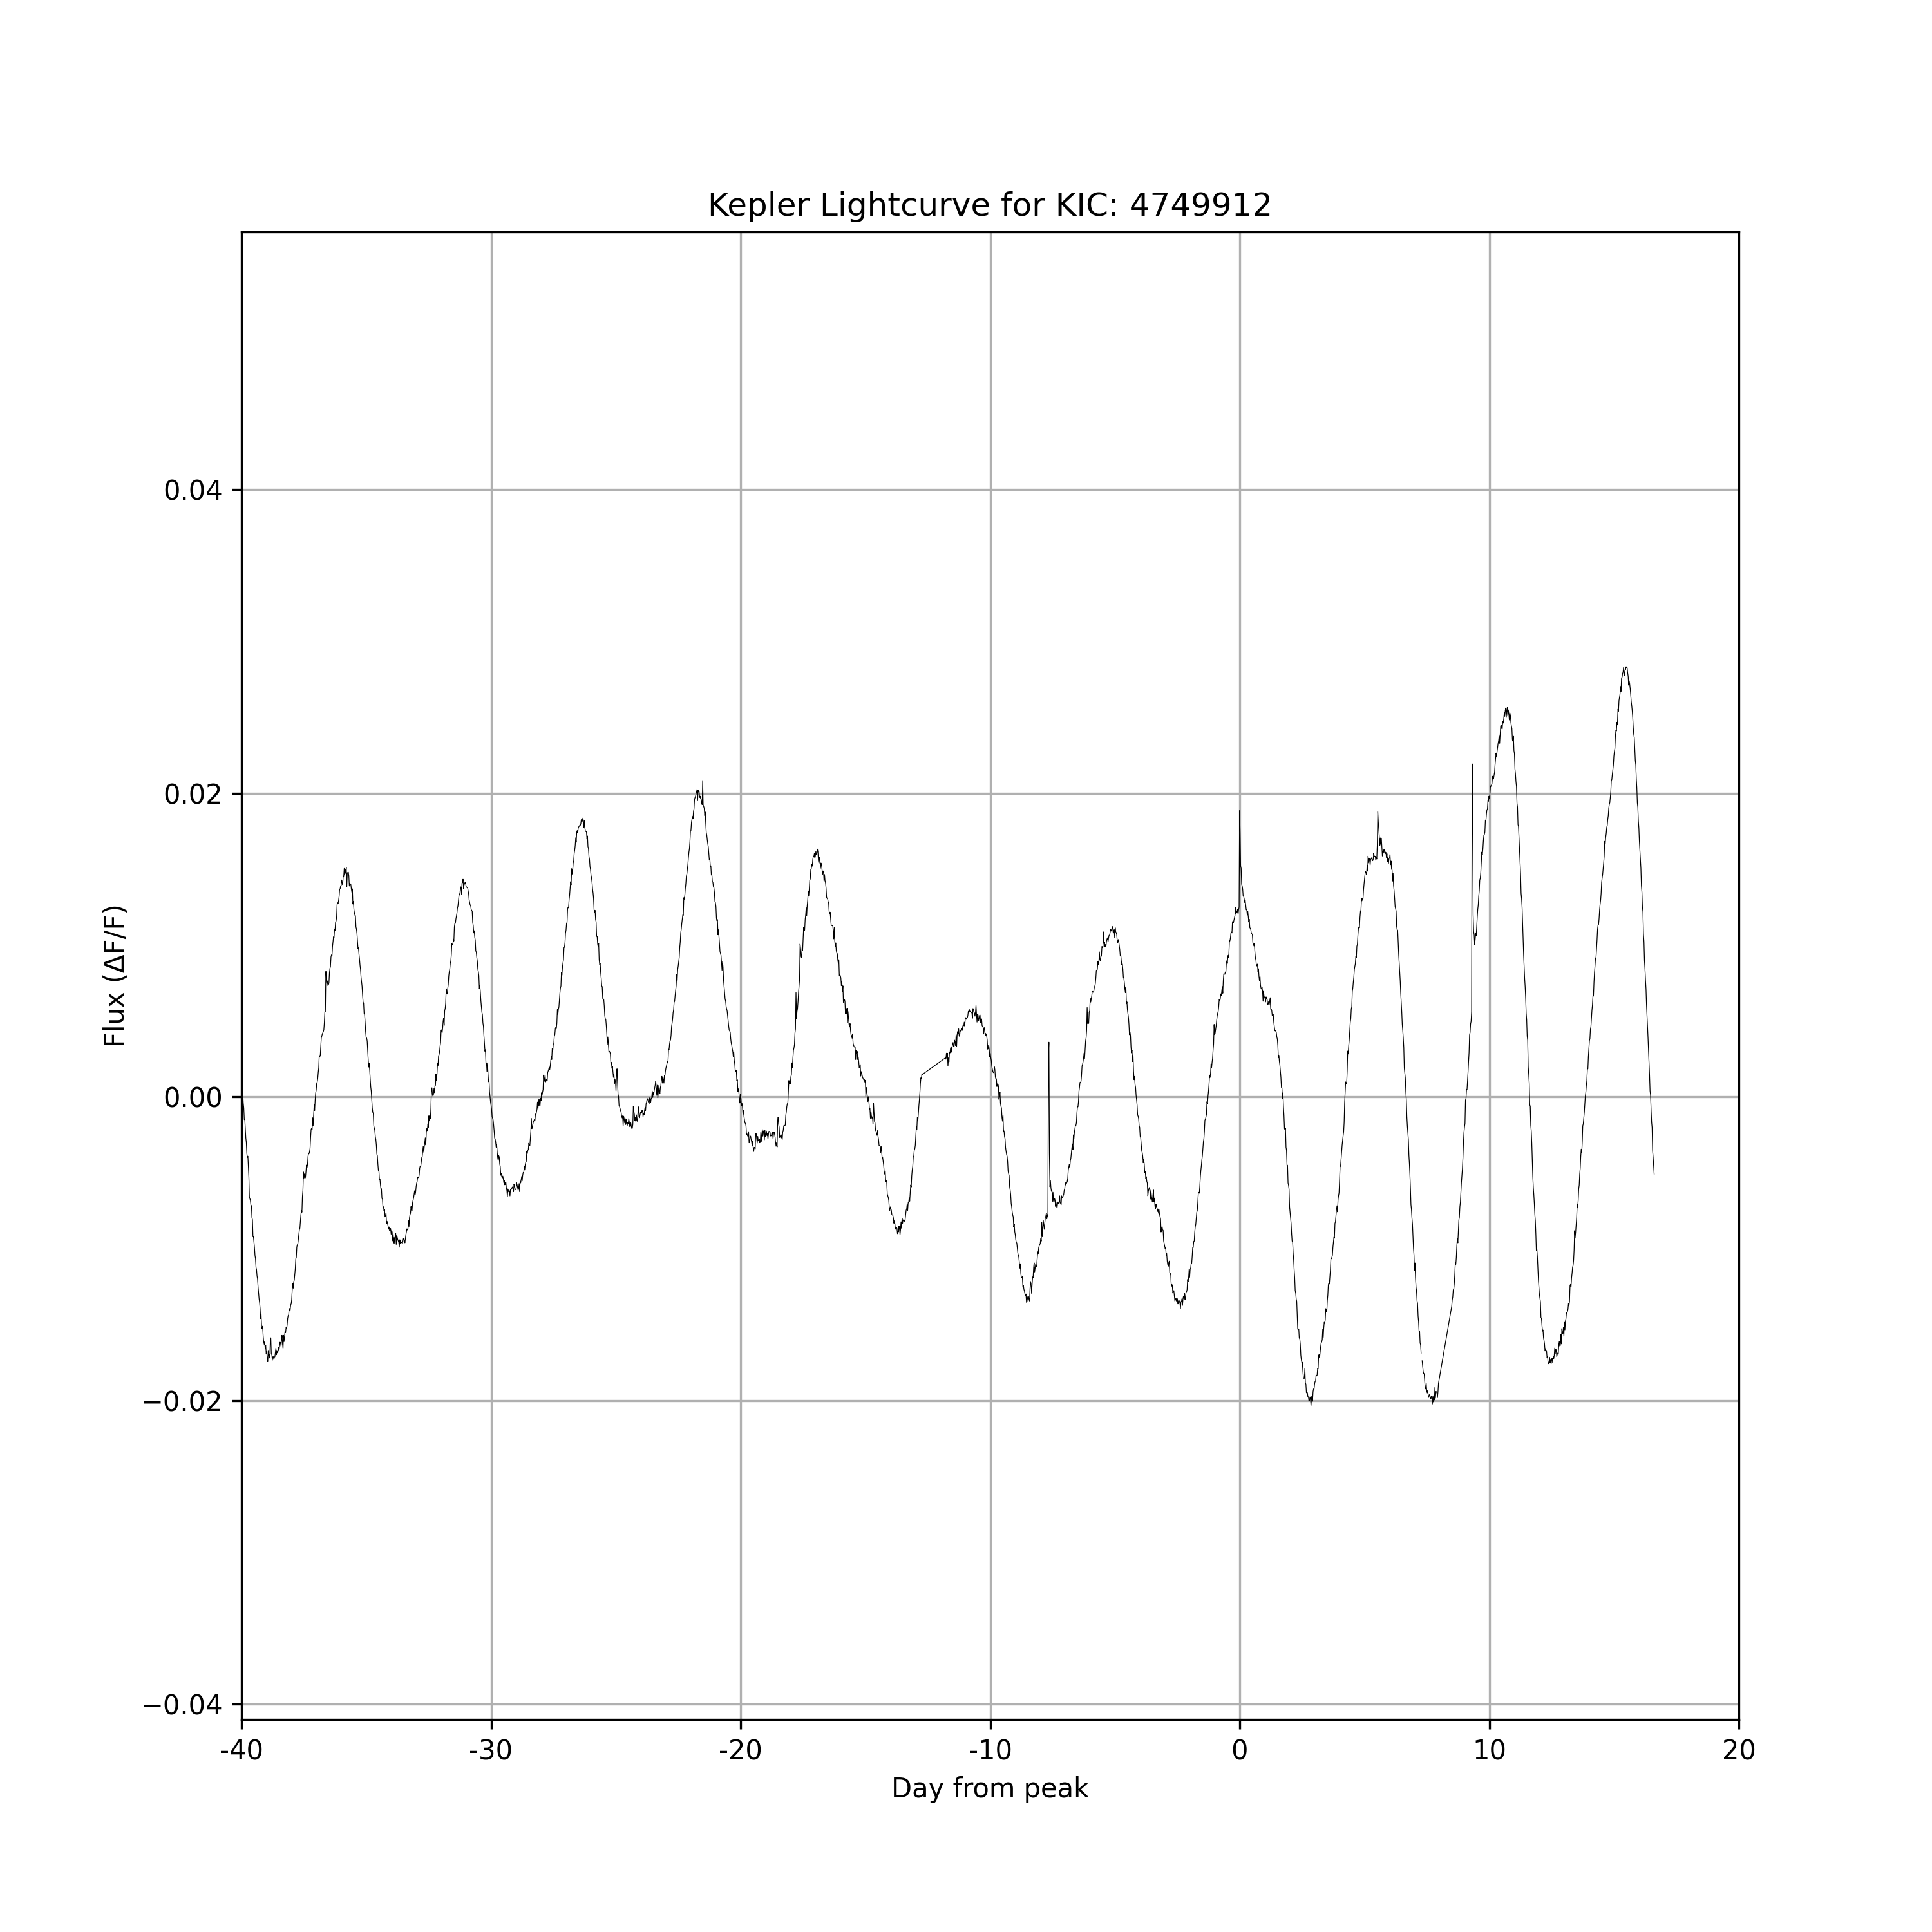 Kepler Lightcurve for KIC: 4749912
Flux (ΔF/F)
0.04
0.02
0.00
−0.02
−0.04
-40 -30 -20 -10 0 10 20
Day from peak